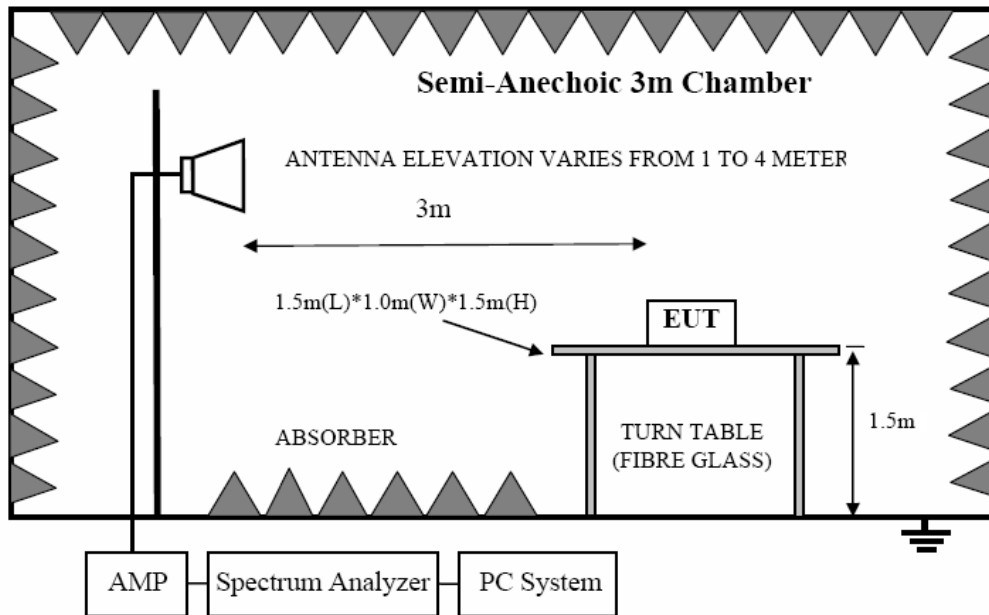 Semi-Anechoic 3m Chamber
ANTENNA ELEVATION VARIES FROM 1 TO 4 METER
3m
1.5m(L)*1.0m(W)*1.5m(H)
EUT
1.5m
ABSORBER
TURN TABLE
(FIBRE GLASS)
AMP
Spectrum Analyzer
PC System